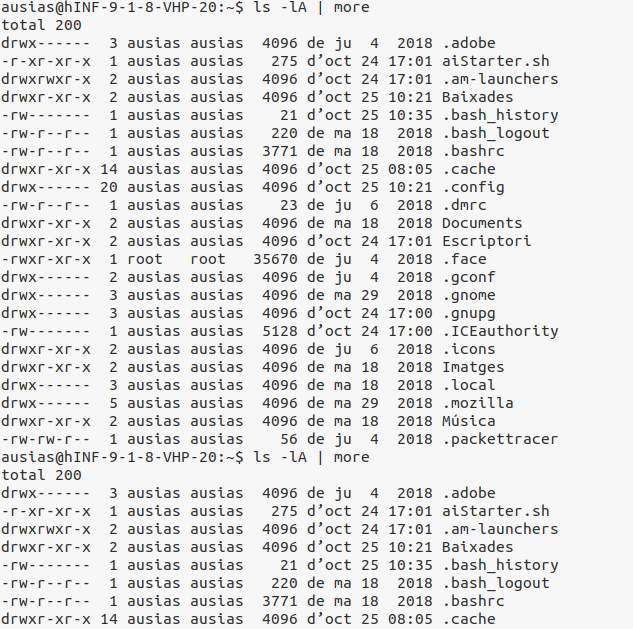 ausias@hINF-9-1-8-VHP-20:~$ ls -lA | more
total 200
drwx------  3 ausias ausias  4096 de ju  4  2018 .adobe
-r-xr-xr-x  1 ausias ausias   275 d’oct 24 17:01 aiStarter.sh
drwxrwxr-x  2 ausias ausias  4096 d’oct 24 17:01 .am-launchers
drwxr-xr-x  2 ausias ausias  4096 d’oct 25 10:21 Baixades
-rw-------  1 ausias ausias    21 d’oct 25 10:35 .bash_history
-rw-r--r--  1 ausias ausias   220 de ma 18  2018 .bash_logout
-rw-r--r--  1 ausias ausias  3771 de ma 18  2018 .bashrc
drwxr-xr-x 14 ausias ausias  4096 d’oct 25 08:05 .cache
drwx------ 20 ausias ausias  4096 d’oct 25 10:21 .config
-rw-r--r--  1 ausias ausias    23 de ju  6  2018 .dmrc
drwxr-xr-x  2 ausias ausias  4096 de ma 18  2018 Documents
drwxr-xr-x  2 ausias ausias  4096 d’oct 24 17:01 Escriptori
-rwxr-xr-x  1 root   root   35670 de ju  4  2018 .face
drwx------  2 ausias ausias  4096 de ju  4  2018 .gconf
drwx------  3 ausias ausias  4096 de ma 29  2018 .gnome
drwx------  3 ausias ausias  4096 d’oct 24 17:00 .gnupg
-rw-------  1 ausias ausias  5128 d’oct 24 17:00 .ICEauthority
drwxr-xr-x  2 ausias ausias  4096 de ju  6  2018 .icons
drwxr-xr-x  2 ausias ausias  4096 de ma 18  2018 Imatges
drwx------  3 ausias ausias  4096 de ma 18  2018 .local
drwx------  5 ausias ausias  4096 de ma 29  2018 .mozilla
drwxr-xr-x  2 ausias ausias  4096 de ma 18  2018 Música
-rw-rw-r--  1 ausias ausias    56 de ju  4  2018 .packettracer
ausias@hINF-9-1-8-VHP-20:~$ ls -lA | more
total 200
drwx------  3 ausias ausias  4096 de ju  4  2018 .adobe
-r-xr-xr-x  1 ausias ausias   275 d’oct 24 17:01 aiStarter.sh
drwxrwxr-x  2 ausias ausias  4096 d’oct 24 17:01 .am-launchers
drwxr-xr-x  2 ausias ausias  4096 d’oct 25 10:21 Baixades
-rw-------  1 ausias ausias    21 d’oct 25 10:35 .bash_history
-rw-r--r--  1 ausias ausias   220 de ma 18  2018 .bash_logout
-rw-r--r--  1 ausias ausias  3771 de ma 18  2018 .bashrc
drwxr-xr-x 14 ausias ausias  4096 d’oct 25 08:05 .cache